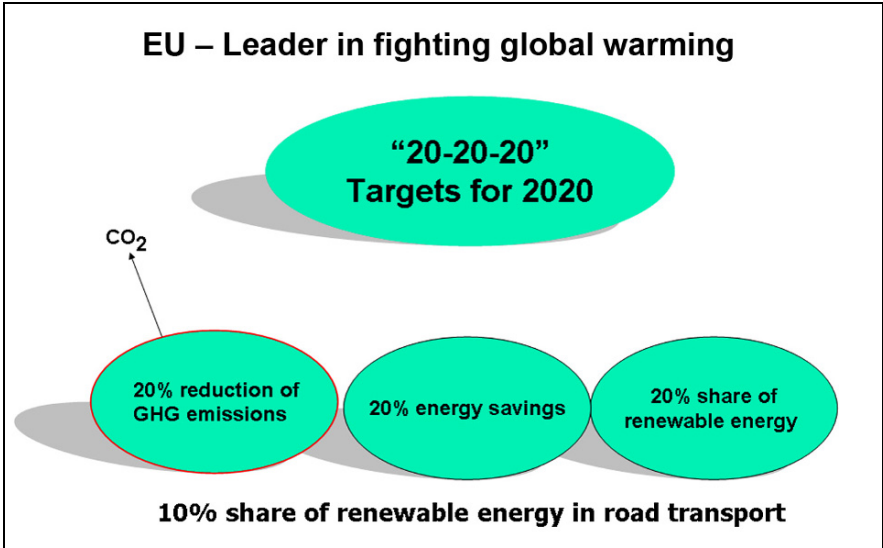 EU – Leader in fighting global warming
“20-20-20”
Targets for 2020
CO₂
20% reduction of
GHG emissions
20% energy savings
20% share of
renewable energy
10% share of renewable energy in road transport